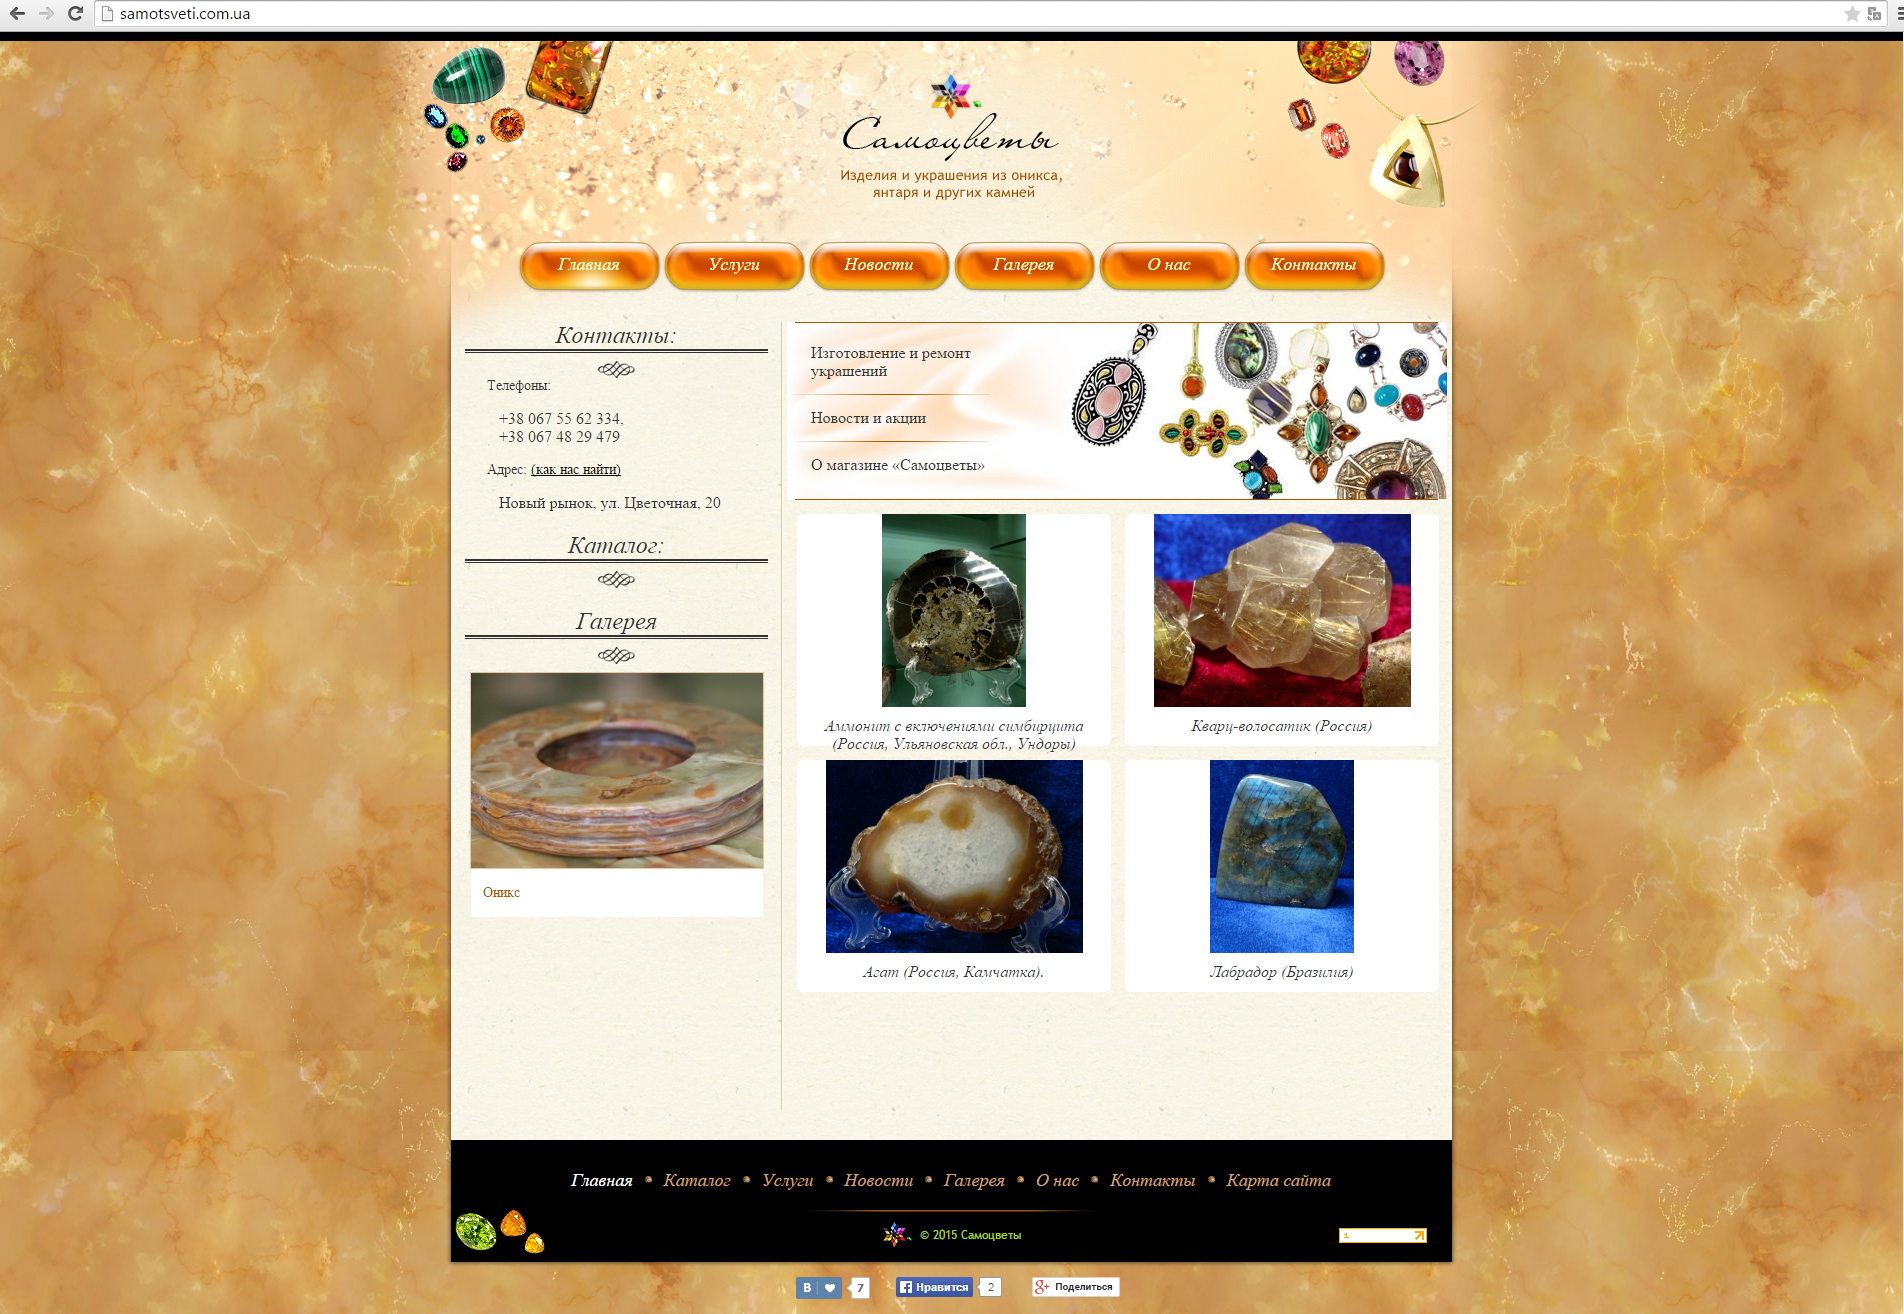 samotsveti.com.ua
Самоцветы
Изделия и украшения из оникса,
янтаря и других камней
Главная
Услуги
Новости
Галерея
О нас
Контакты
Контакты:
Телефоны:
+38 067 55 62 334,
+38 067 48 29 479
Адрес: (как нас найти)
Новый рынок, ул. Цветочная, 20
Каталог:
Галерея
Оникс
Изготовление и ремонт
украшений
Новости и акции
О магазине «Самоцветы»
Аммонит с включениями симбирцита
(Россия, Ульяновская обл., Ундоры)
Кварц-волосатик (Россия)
Агат (Россия, Камчатка).
Лабрадор (Бразилия)
Главная Каталог Услуги Новости Галерея О нас Контакты Карта сайта
© 2015 Самоцветы
1
В 7
Нравится 2
g+ Поделиться